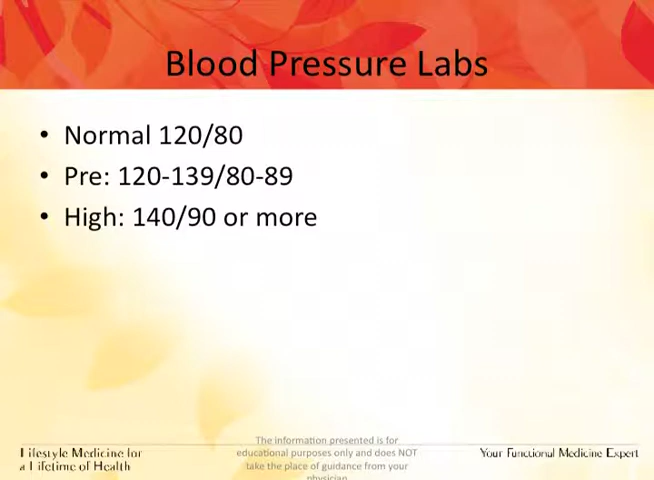 Blood Pressure Labs
• Normal 120/80
• Pre: 120-139/80-89
• High: 140/90 or more
Lifestyle Medicine for
a Lifetime of Health
The information presented is for
educational purposes only and does NOT
take the place of guidance from your
physician.
Your Functional Medicine Expert